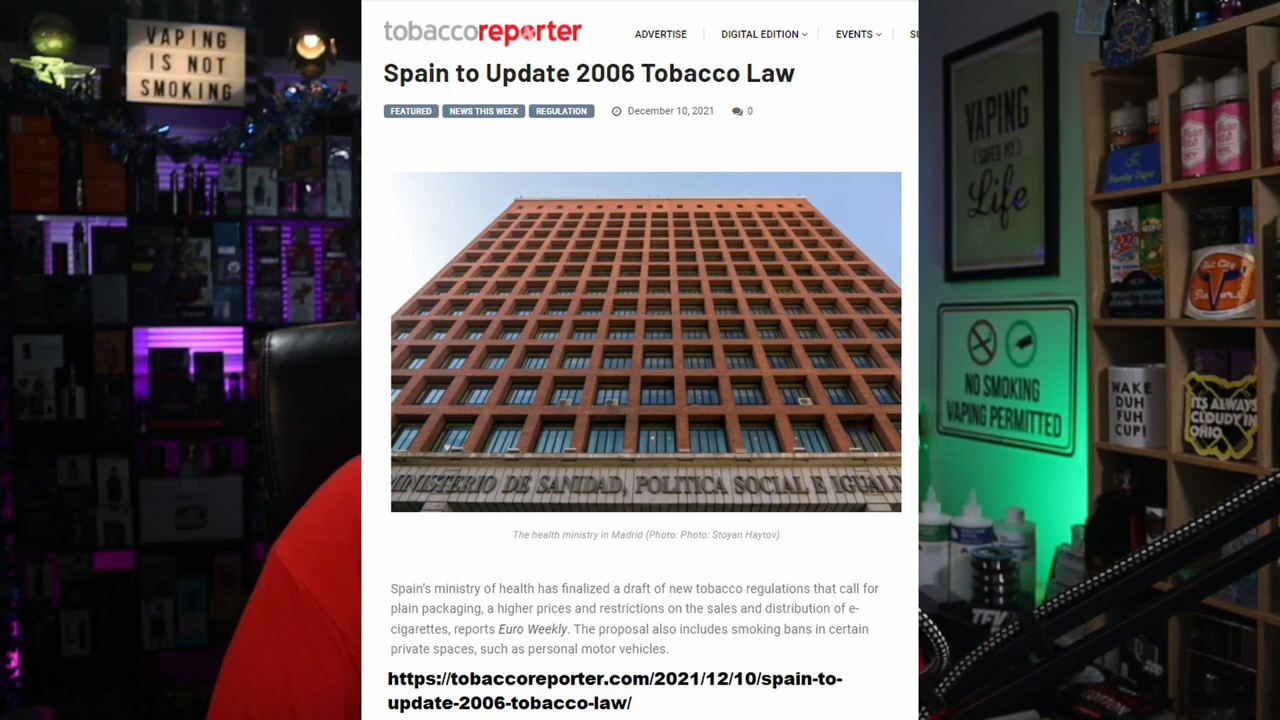 VAPING
IS NOT
SMOKING
tobaccoreporter
ADVERTISE
DIGITAL EDITION
EVENTS
Spain to Update 2006 Tobacco Law
FEATURED
NEWS THIS WEEK
REGULATION
December 10, 2021
0
MINISTERIO DE SANIDAD, POLITICA SOCIAL E IGUALD
The health ministry in Madrid (Photo: Photo: Stoyan Haytov)
Spain's ministry of health has finalized a draft of new tobacco regulations that call for
plain packaging, a higher prices and restrictions on the sales and distribution of e-
cigarettes, reports Euro Weekly. The proposal also includes smoking bans in certain
private spaces, such as personal motor vehicles.
https://tobaccoreporter.com/2021/12/10/spain-to-
update-2006-tobacco-law/
VAPING
(SAVED MY)
Life
NO SMOKING
VAPING PERMITTED
WAKE
DUH
FUH
CUP!
ITS ALWAYS
CLOUDY IN
OHIO